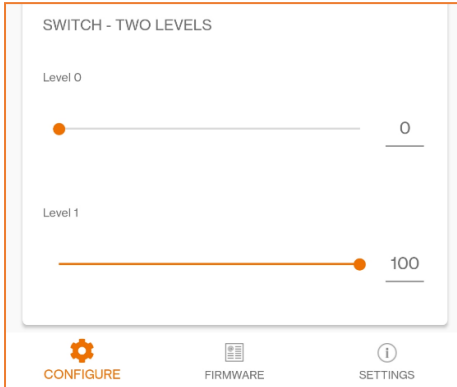 SWITCH - TWO LEVELS
Level 0
0
Level 1
100
CONFIGURE FIRMWARE SETTINGS